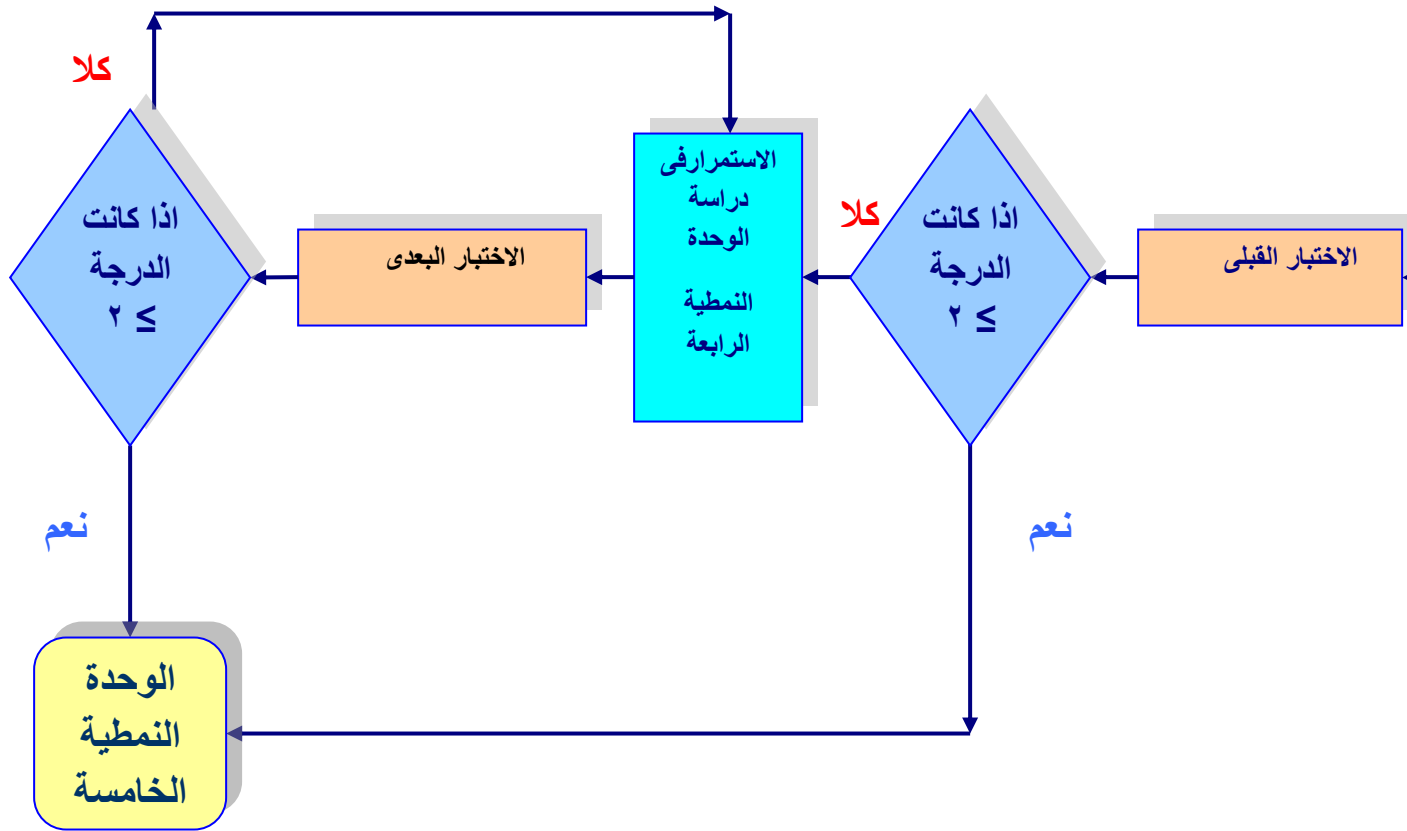 الاختبار القبلى
اذا كانت
الدرجة
≥ ٢
كلا
نعم
الاستمرارفى
دراسة
الوحدة
النمطية
الرابعة
الاختبار البعدى
اذا كانت
الدرجة
≥ ٢
كلا
نعم
الوحدة
النمطية
الخامسة